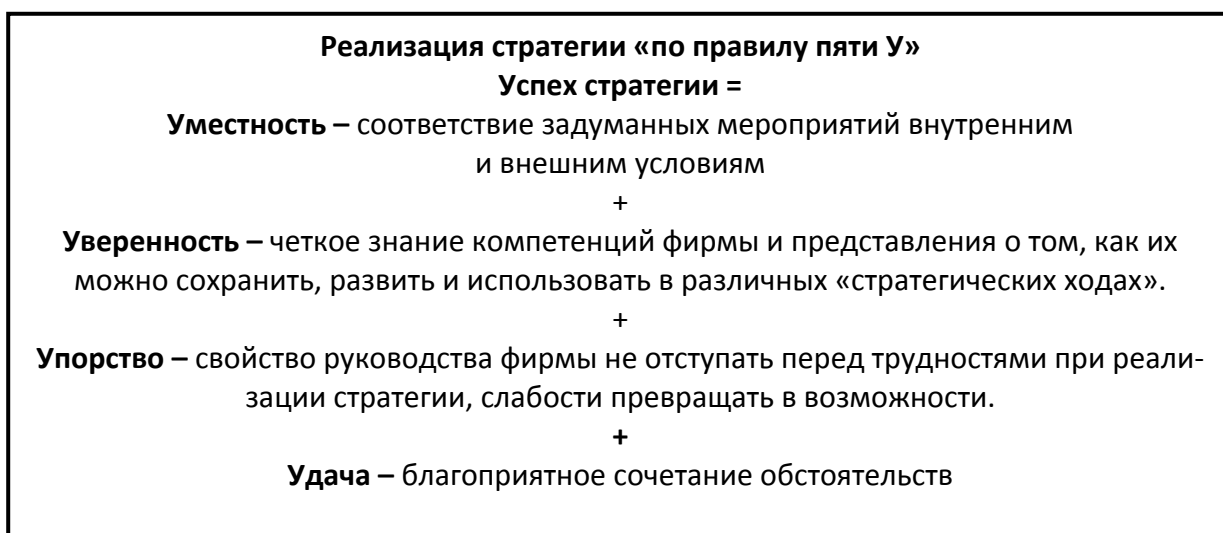 Реализация стратегии «по правилу пяти У»
Успех стратегии =
Уместность – соответствие задуманных мероприятий внутренним
и внешним условиям
+
Уверенность – четкое знание компетенций фирмы и представления о том, как их
можно сохранить, развить и использовать в различных «стратегических ходах».
+
Упорство – свойство руководства фирмы не отступать перед трудностями при реали-
зации стратегии, слабости превращать в возможности.
+
Удача – благоприятное сочетание обстоятельств